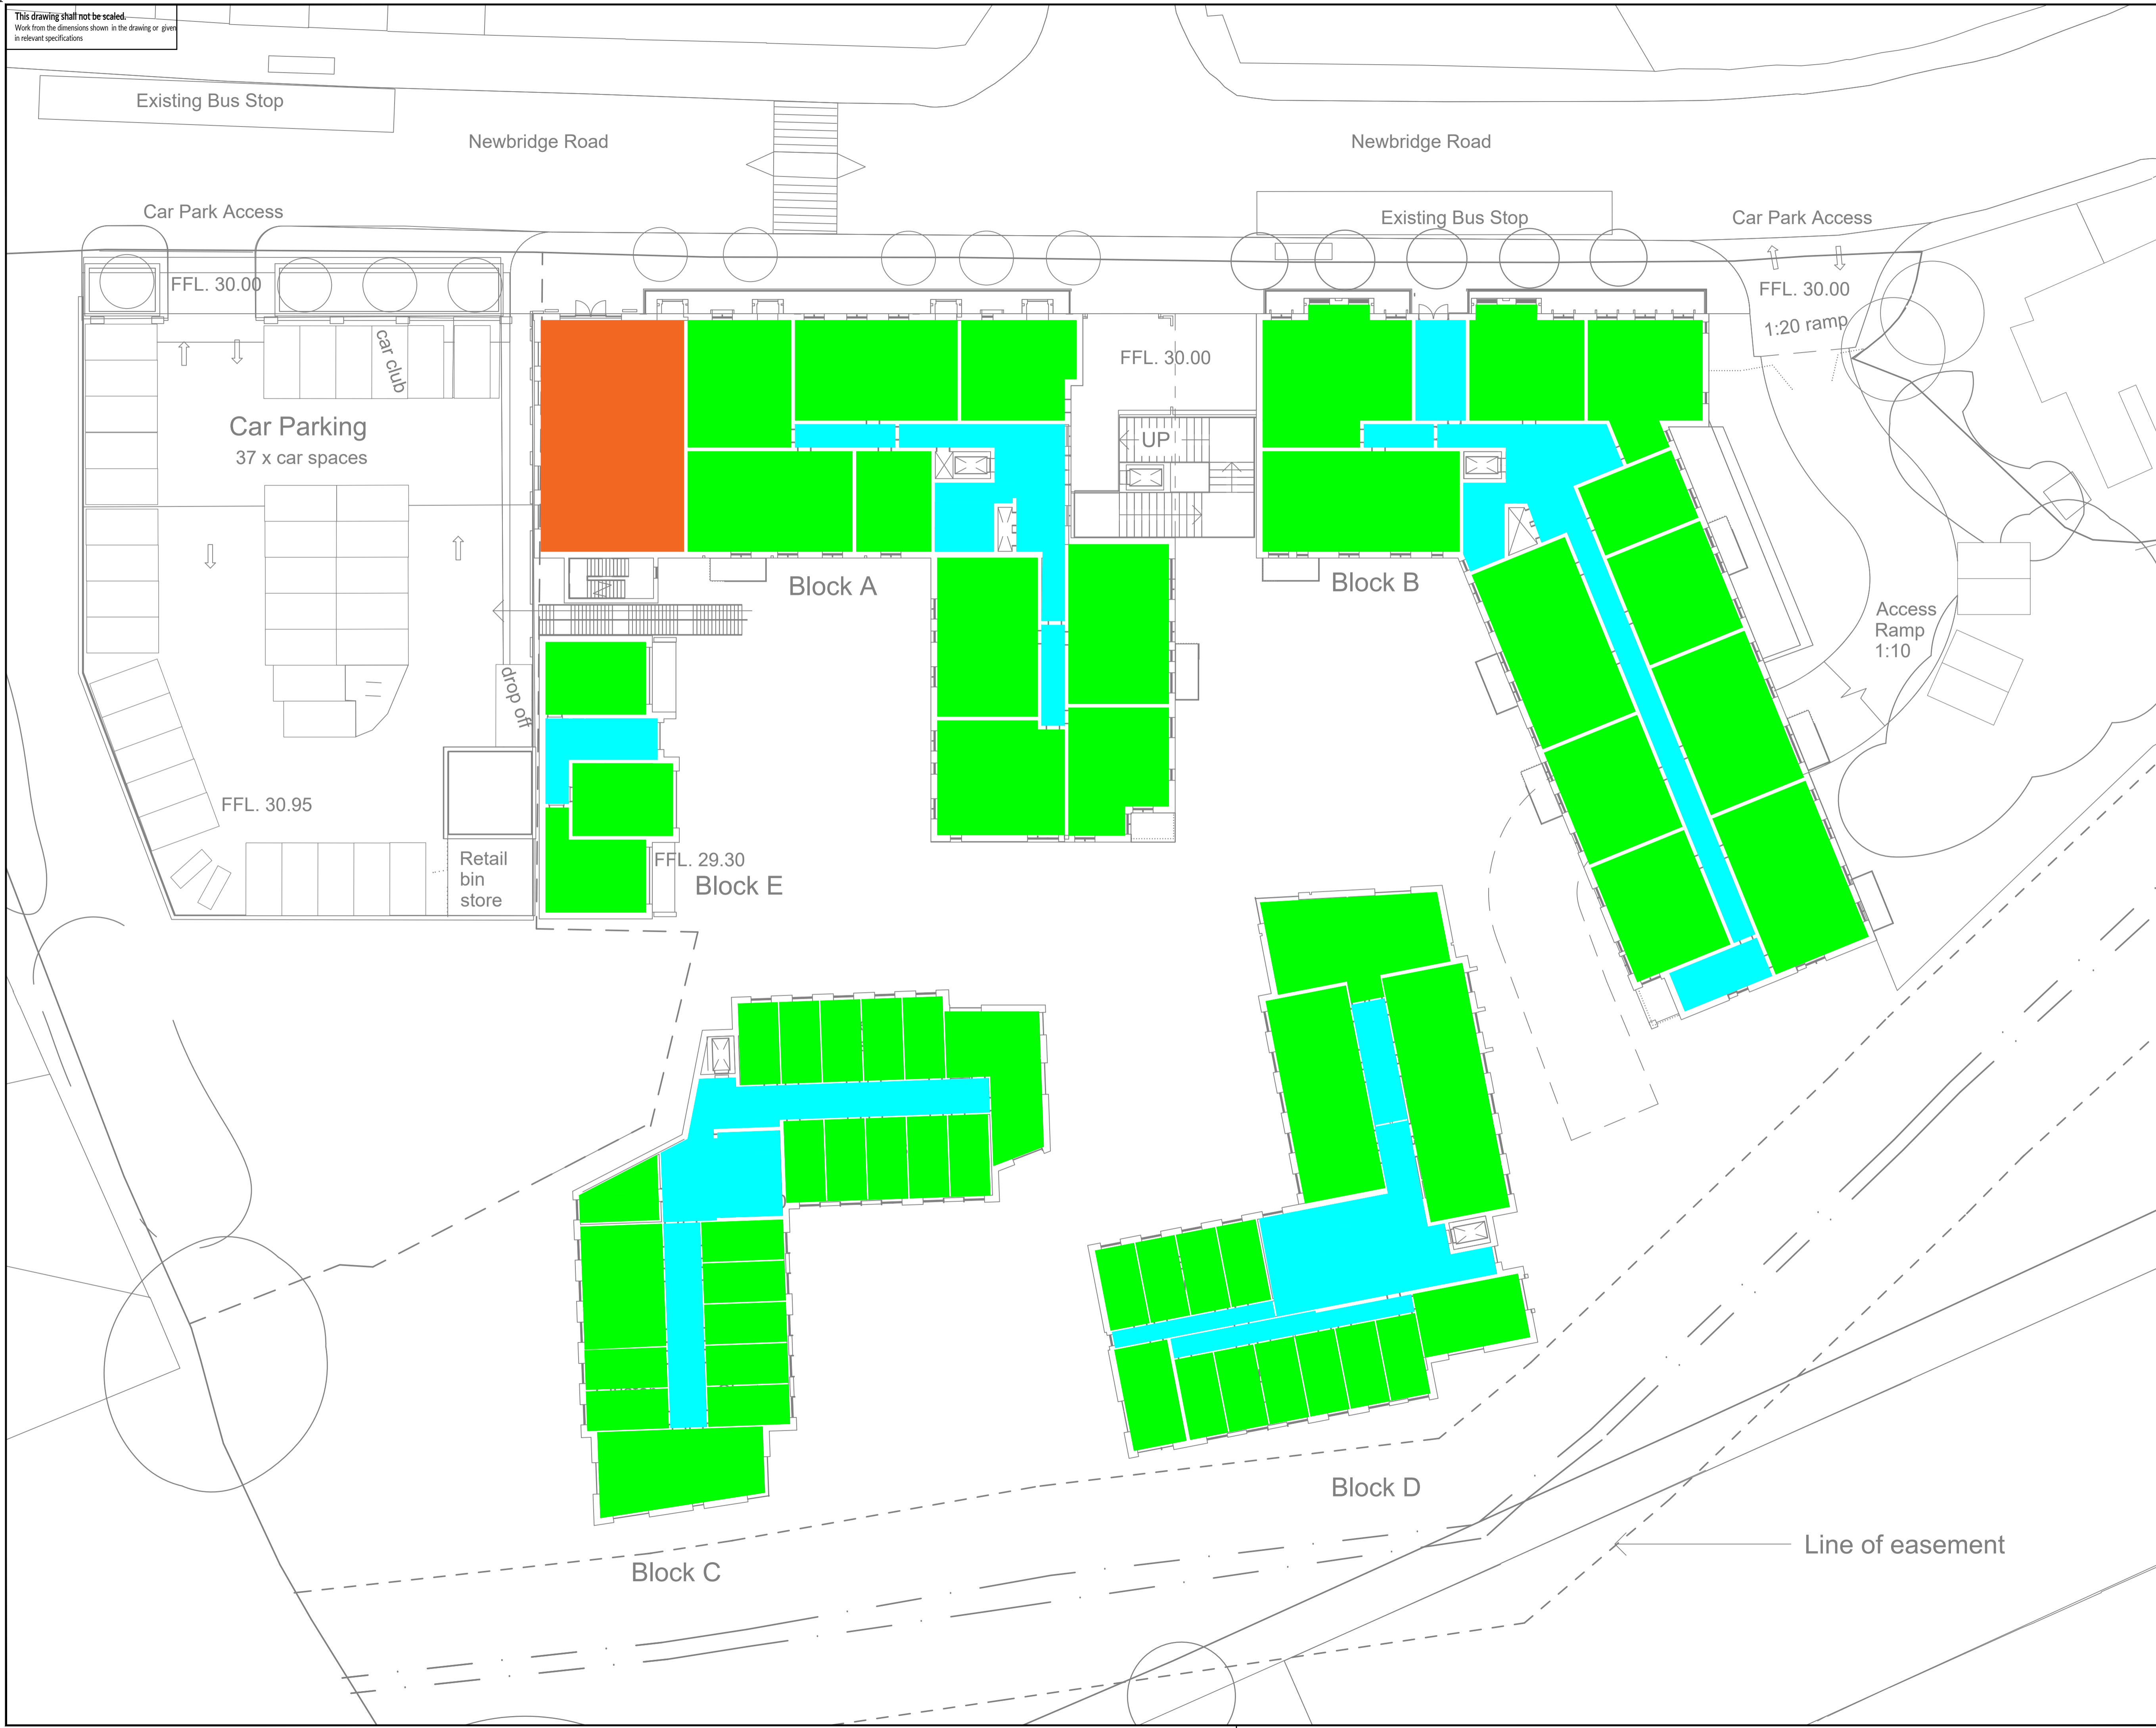 This drawing shall not be scaled.
Work from the dimensions shown in the drawing or given
in relevant specifications
Existing Bus Stop
Newbridge Road
Newbridge Road
Car Park Access
Existing Bus Stop
Car Park Access
FFL. 30.00
FFL. 30.00
1:20 ramp
car club
FFL. 30.00
Car Parking
37 x car spaces
UP
Block A
Block B
Access
Ramp
1:10
drop off
FFL. 30.95
Retail
bin
store
FFL. 29.30
Block E
Block D
Line of easement
Block C